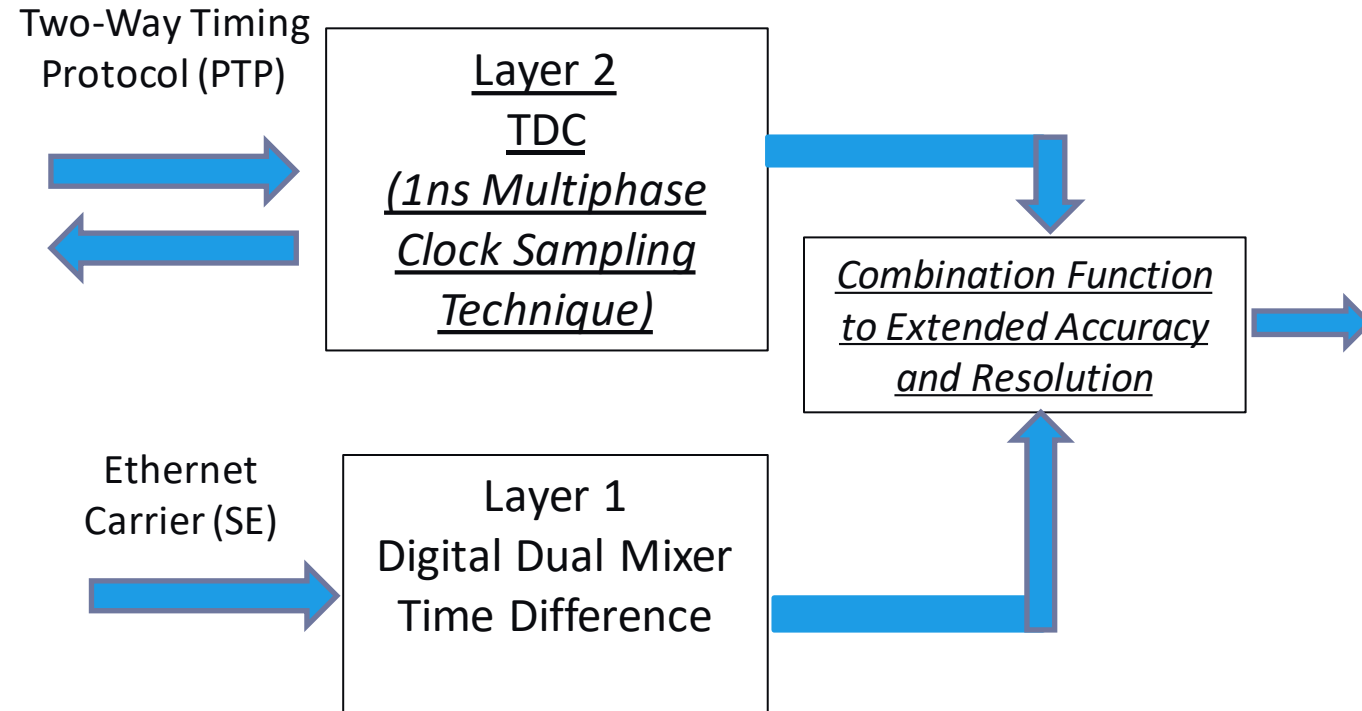 Two-Way Timing
Protocol (PTP)
Layer 2
TDC
(1ns Multiphase
Clock Sampling
Technique)
Combination Function
to Extended Accuracy
and Resolution
Ethernet
Carrier (SE)
Layer 1
Digital Dual Mixer
Time Difference